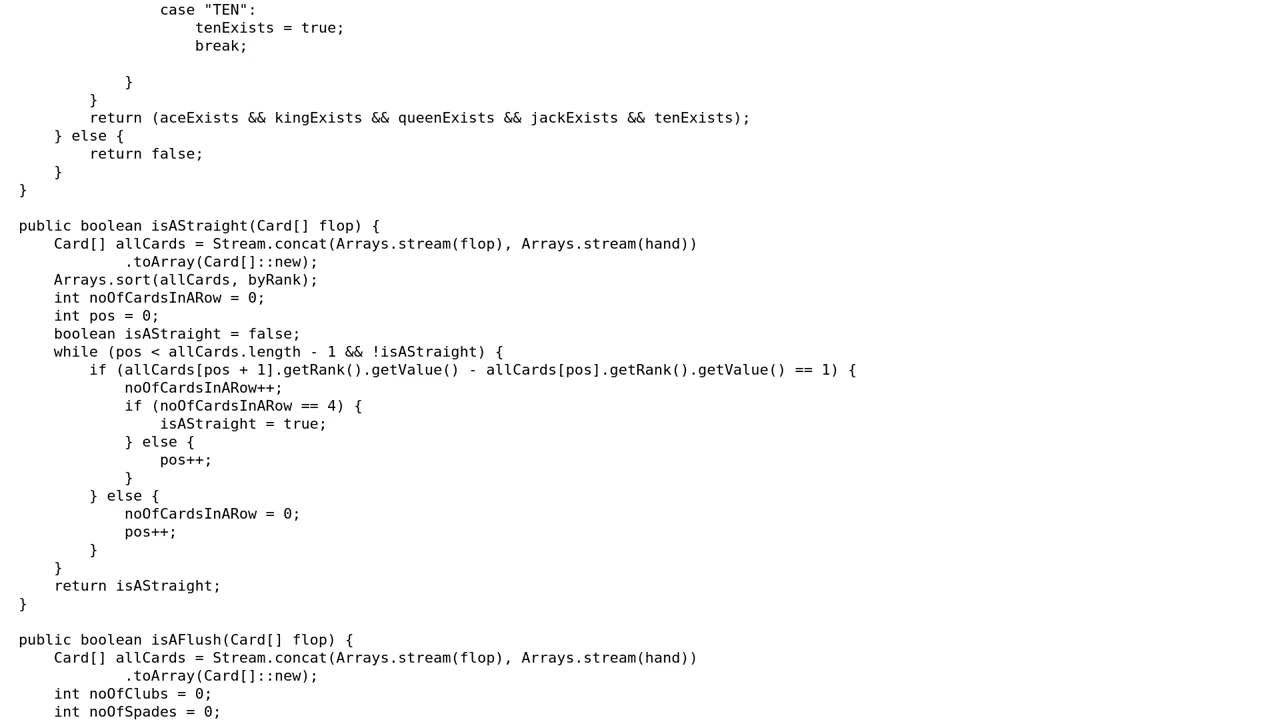 case "TEN":
                    tenExists = true;
                    break;

            }
        }
        return (aceExists && kingExists && queenExists && jackExists && tenExists);
    } else {
        return false;
    }
}

public boolean isAStraight(Card[] flop) {
    Card[] allCards = Stream.concat(Arrays.stream(flop), Arrays.stream(hand))
            .toArray(Card[]::new);
    Arrays.sort(allCards, byRank);
    int noOfCardsInARow = 0;
    int pos = 0;
    boolean isAStraight = false;
    while (pos < allCards.length - 1 && !isAStraight) {
        if (allCards[pos + 1].getRank().getValue() - allCards[pos].getRank().getValue() == 1) {
            noOfCardsInARow++;
            if (noOfCardsInARow == 4) {
                isAStraight = true;
            } else {
                pos++;
            }
        } else {
            noOfCardsInARow = 0;
            pos++;
        }
    }
    return isAStraight;
}

public boolean isAFlush(Card[] flop) {
    Card[] allCards = Stream.concat(Arrays.stream(flop), Arrays.stream(hand))
            .toArray(Card[]::new);
    int noOfClubs = 0;
    int noOfSpades = 0;